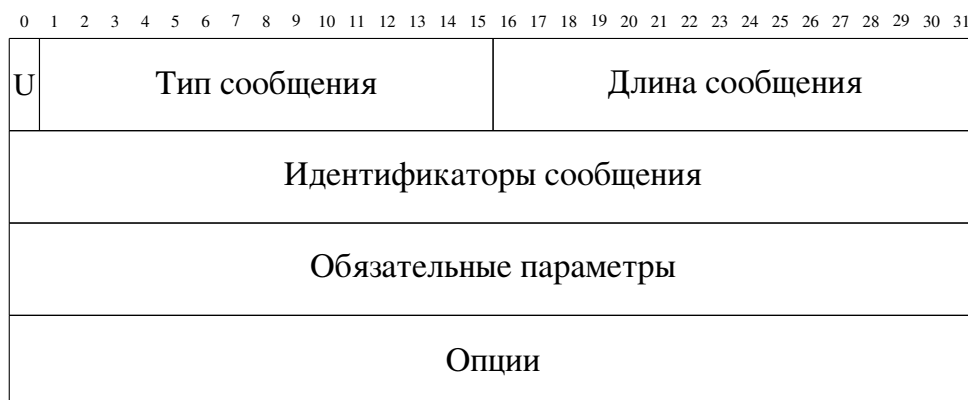 0 1 2 3 4 5 6 7 8 9 10 11 12 13 14 15 16 17 18 19 20 21 22 23 24 25 26 27 28 29 30 31
U Тип сообщения Длина сообщения
Идентификаторы сообщения
Обязательные параметры
Опции